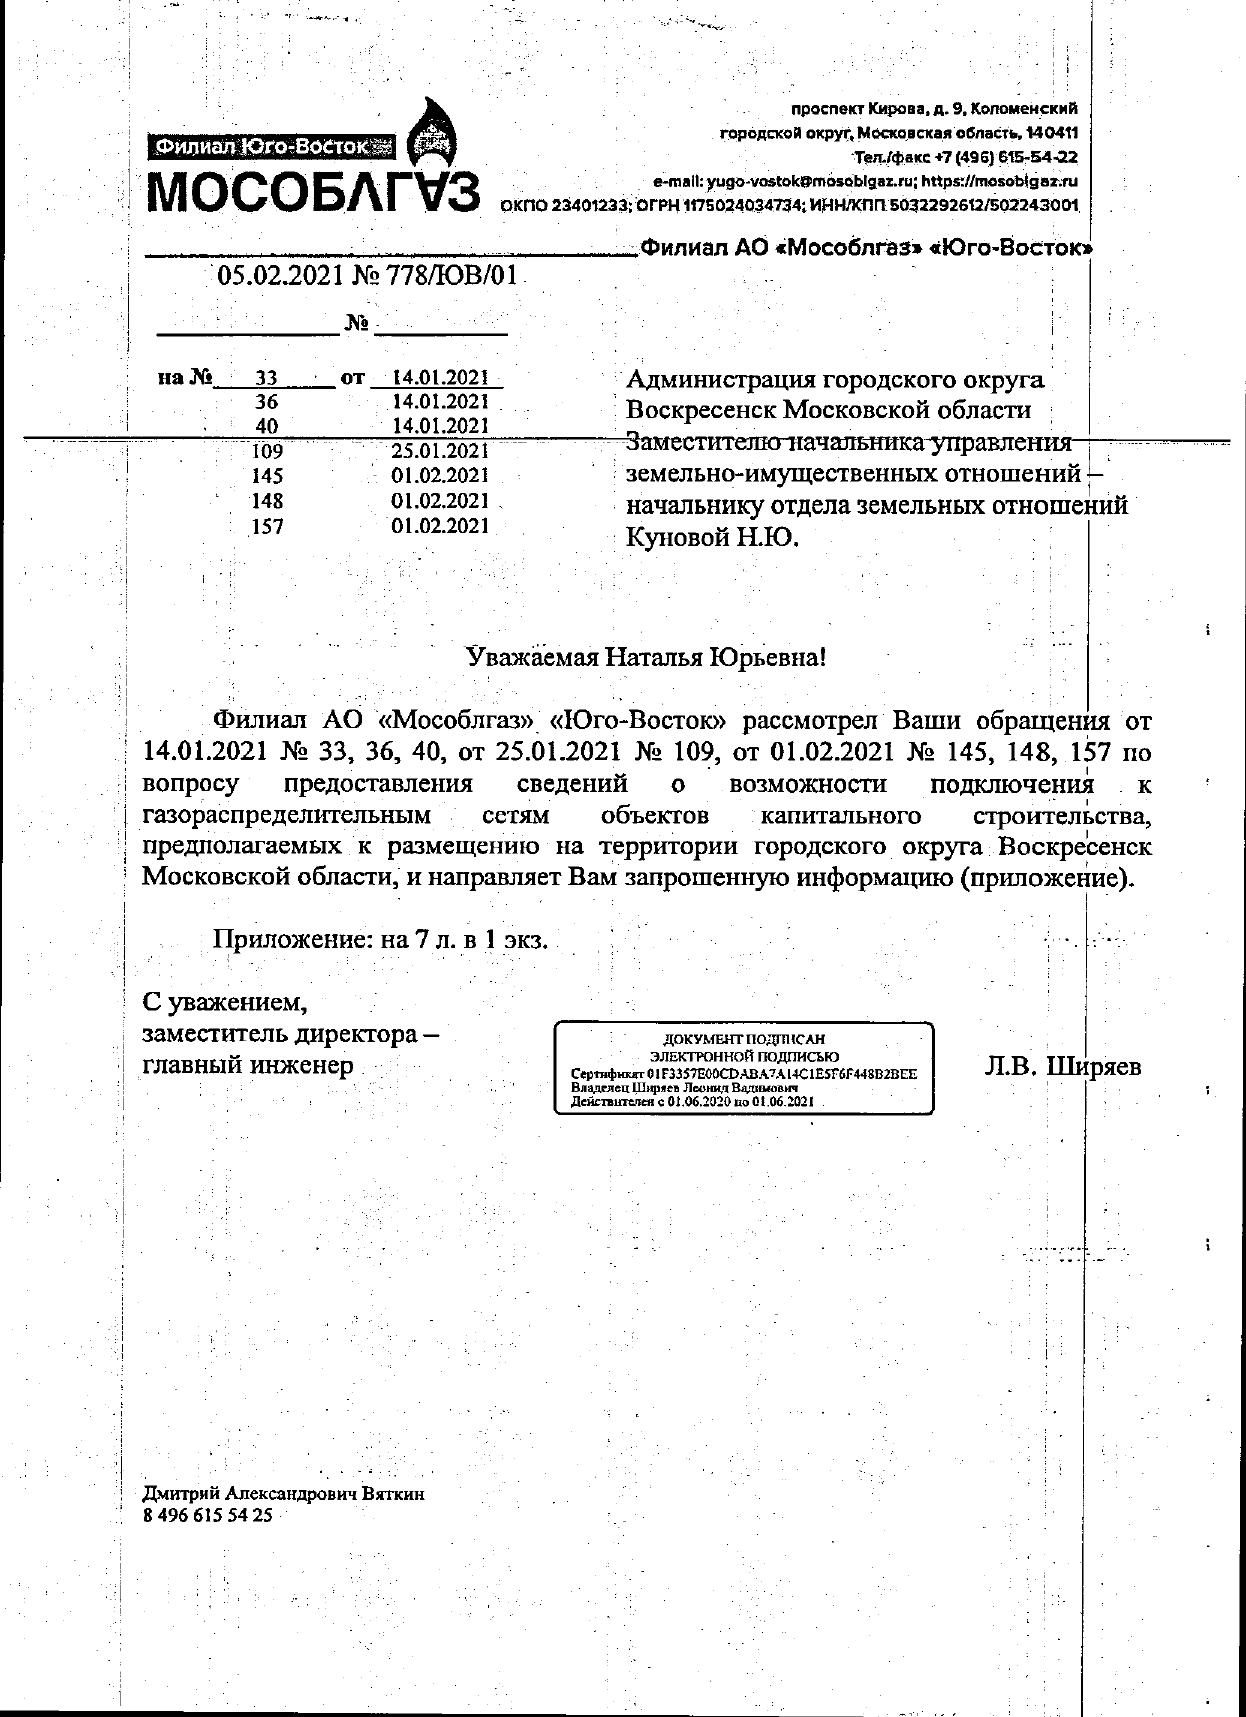 проспект Кирова, д. 9, Коломенский
городской округ, Московская область, 140411
Тел./факс +7 (496) 615-54-22
e-mail: yugo-vostok@mosoblgaz.ru; https://mosoblgaz.ru
ОКПО 23401233; ОГРН 1175024034734; ИНН/КПП 5032292612/502243001
Филиал Юго-Восток
МОСОБЛГАЗ
Филиал АО «Мособлгаз» «Юго-Восток»
05.02.2021 № 778/ЮВ/01
№
на № 33 от 14.01.2021
36 14.01.2021
40 14.01.2021
109 25.01.2021
145 01.02.2021
148 01.02.2021
157 01.02.2021
Администрация городского округа
Воскресенск Московской области
Заместителю начальника управления
земельно-имущественных отношений –
начальнику отдела земельных отношений
Куновой Н.Ю.
Уважаемая Наталья Юрьевна!
Филиал АО «Мособлгаз» «Юго-Восток» рассмотрел Ваши обращения от
14.01.2021 № 33, 36, 40, от 25.01.2021 № 109, от 01.02.2021 № 145, 148, 157 по
вопросу предоставления сведений о возможности подключения к
газораспределительным сетям объектов капитального строительства,
предполагаемых к размещению на территории городского округа Воскресенск
Московской области, и направляет Вам запрошенную информацию (приложение).
Приложение: на 7 л. в 1 экз.
С уважением,
заместитель директора –
главный инженер
ДОКУМЕНТ ПОДПИСАН
ЭЛЕКТРОННОЙ ПОДПИСЬЮ
Сертификат 01F3357E00CDABA7A14C1E5F6F448B2BEE
Владелец Ширяев Леонид Вадимович
Действителен с 01.06.2020 по 01.06.2021
Л.В. Ширяев
Дмитрий Александрович Вяткин
8 496 615 54 25